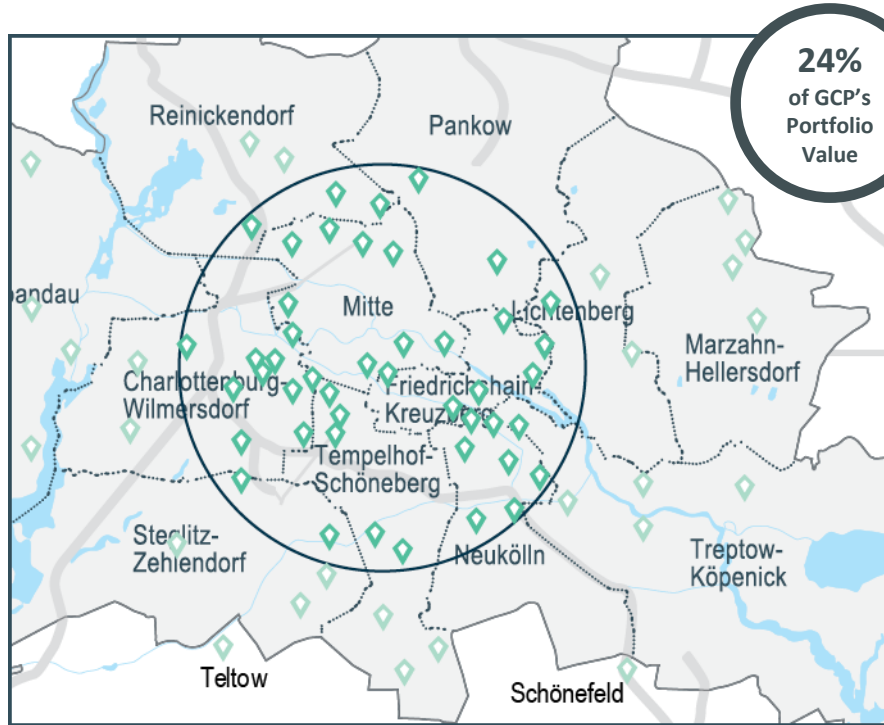 24%
of GCP's
Portfolio
Value
Reinickendorf
Pankow
andau
Mitte
Lichtenberg
Marzahn-
Hellersdorf
Charlottenburg-
Wilmersdorf
Friedrichshain-
Kreuzberg
Tempelhof-
Schöneberg
Steglitz-
Zehlendorf
Neukölln
Treptow-
Köpenick
Teltow
Schönefeld